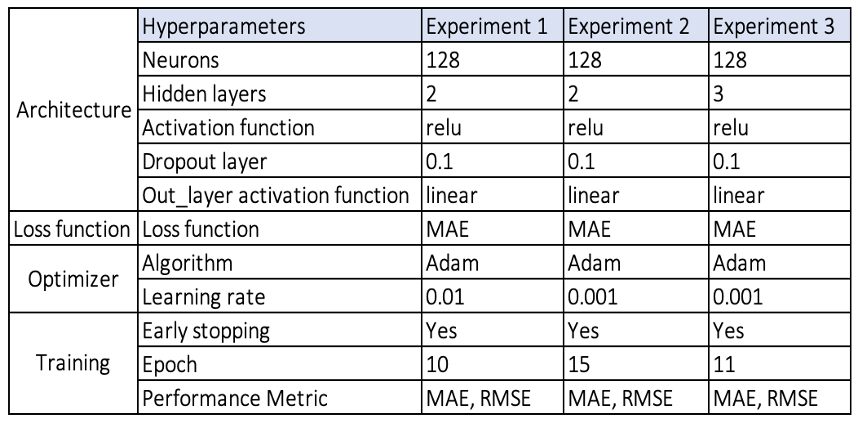 Hyperparameters Experiment 1 Experiment 2 Experiment 3
Architecture
Neurons 128 128 128
Hidden layers 2 2 3
Activation function relu relu relu
Dropout layer 0.1 0.1 0.1
Out_layer activation function linear linear linear
Loss function Loss function MAE MAE MAE
Optimizer
Algorithm Adam Adam Adam
Learning rate 0.01 0.001 0.001
Training
Early stopping Yes Yes Yes
Epoch 10 15 11
Performance Metric MAE, RMSE MAE, RMSE MAE, RMSE